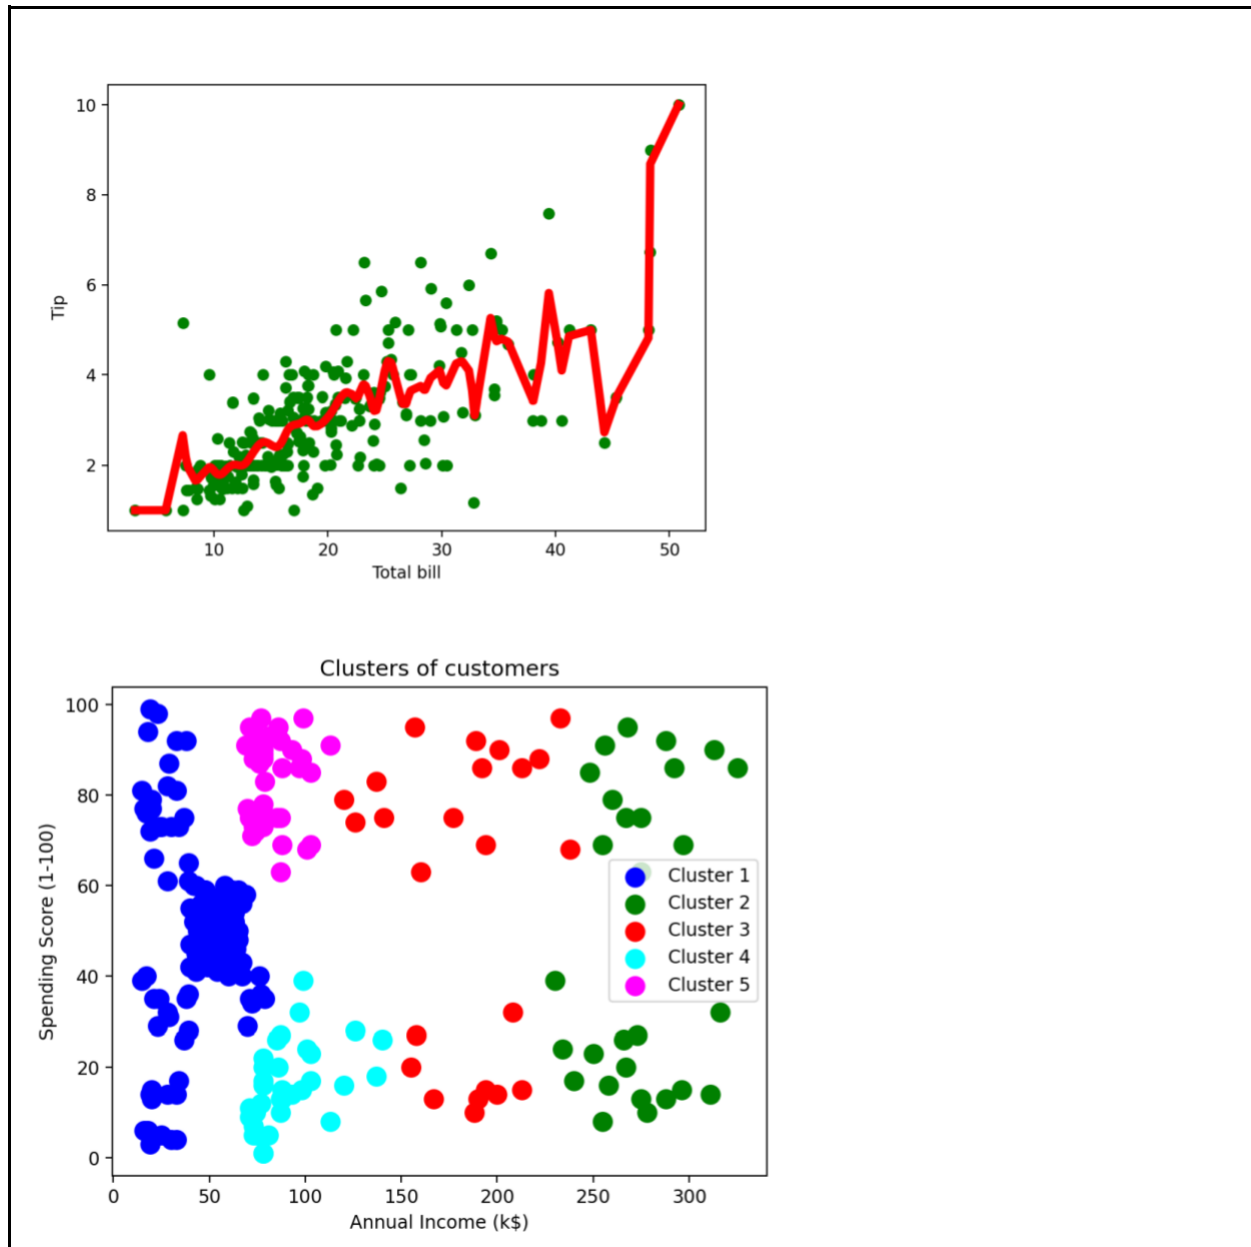 10
8
6
4
2
Tip
10 20 30 40 50
Total bill
Clusters of customers
100
80
60
40
20
0
Spending Score (1-100)
Cluster 1
Cluster 2
Cluster 3
Cluster 4
Cluster 5
0 50 100 150 200 250 300
Annual Income (k$)